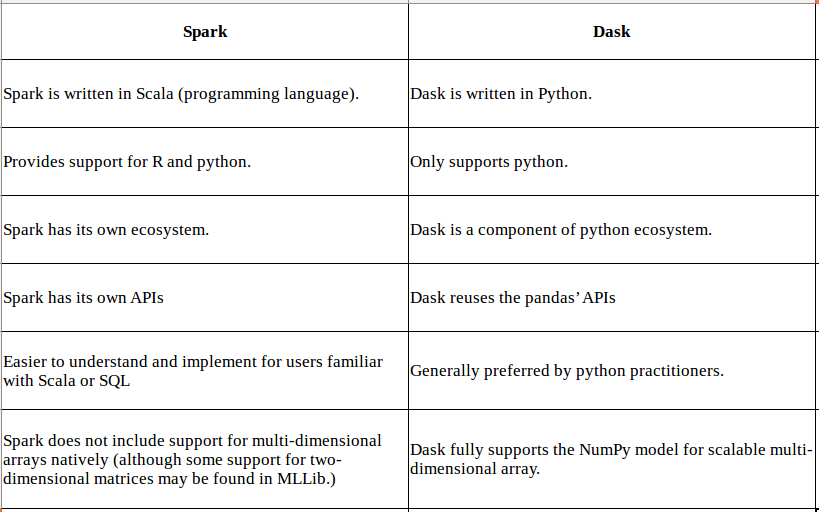 Spark
Dask
Spark is written in Scala (programming language).
Dask is written in Python.
Provides support for R and python.
Only supports python.
Spark has its own ecosystem.
Dask is a component of python ecosystem.
Spark has its own APIs
Dask reuses the pandas’ APIs
Easier to understand and implement for users familiar
with Scala or SQL
Generally preferred by python practitioners.
Spark does not include support for multi-dimensional
arrays natively (although some support for two-
dimensional matrices may be found in MLLib.)
Dask fully supports the NumPy model for scalable multi-
dimensional array.